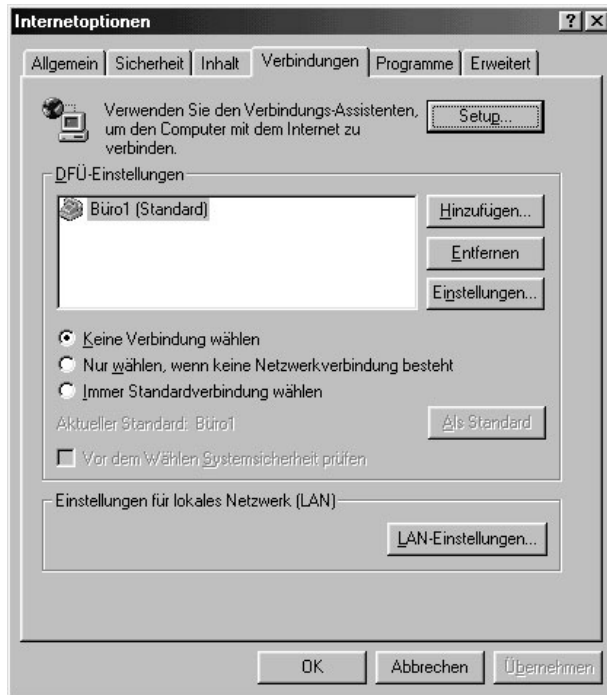 Internetoptionen
Allgemein Sicherheit Inhalt Verbindungen Programme Erweitert
Verwenden Sie den Verbindungs-Assistenten,
um den Computer mit dem Internet zu
verbinden.
Setup...
DFÜ-Einstellungen
Büro1 (Standard)
Hinzufügen...
Entfernen
Einstellungen...
Keine Verbindung wählen
Nur wählen, wenn keine Netzwerkverbindung besteht
Immer Standardverbindung wählen
Aktueller Standard: Büro1
Als Standard
Vor dem Wählen Systemsicherheit prüfen
Einstellungen für lokales Netzwerk (LAN)
LAN-Einstellungen...
OK Abbrechen Übernehmen